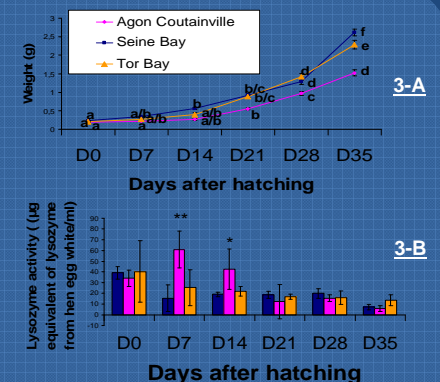 Agon Coutainville
Seine Bay
Tor Bay
Weight (g)
3
2,5
2
1,5
1
0,5
0
a
a
a
a/b
a/b
a
b
a/b
a/b
b/c
b/c
b
d
d
c
f
e
d
D0 D7 D14 D21 D28 D35
Days after hatching
3-A
Lysozyme activity ( (µg
equivalent of lysozyme
from hen egg white/ml)
90
80
70
60
50
40
30
20
10
0
-10
**
*
D0 D7 D14 D21 D28 D35
Days after hatching
3-B